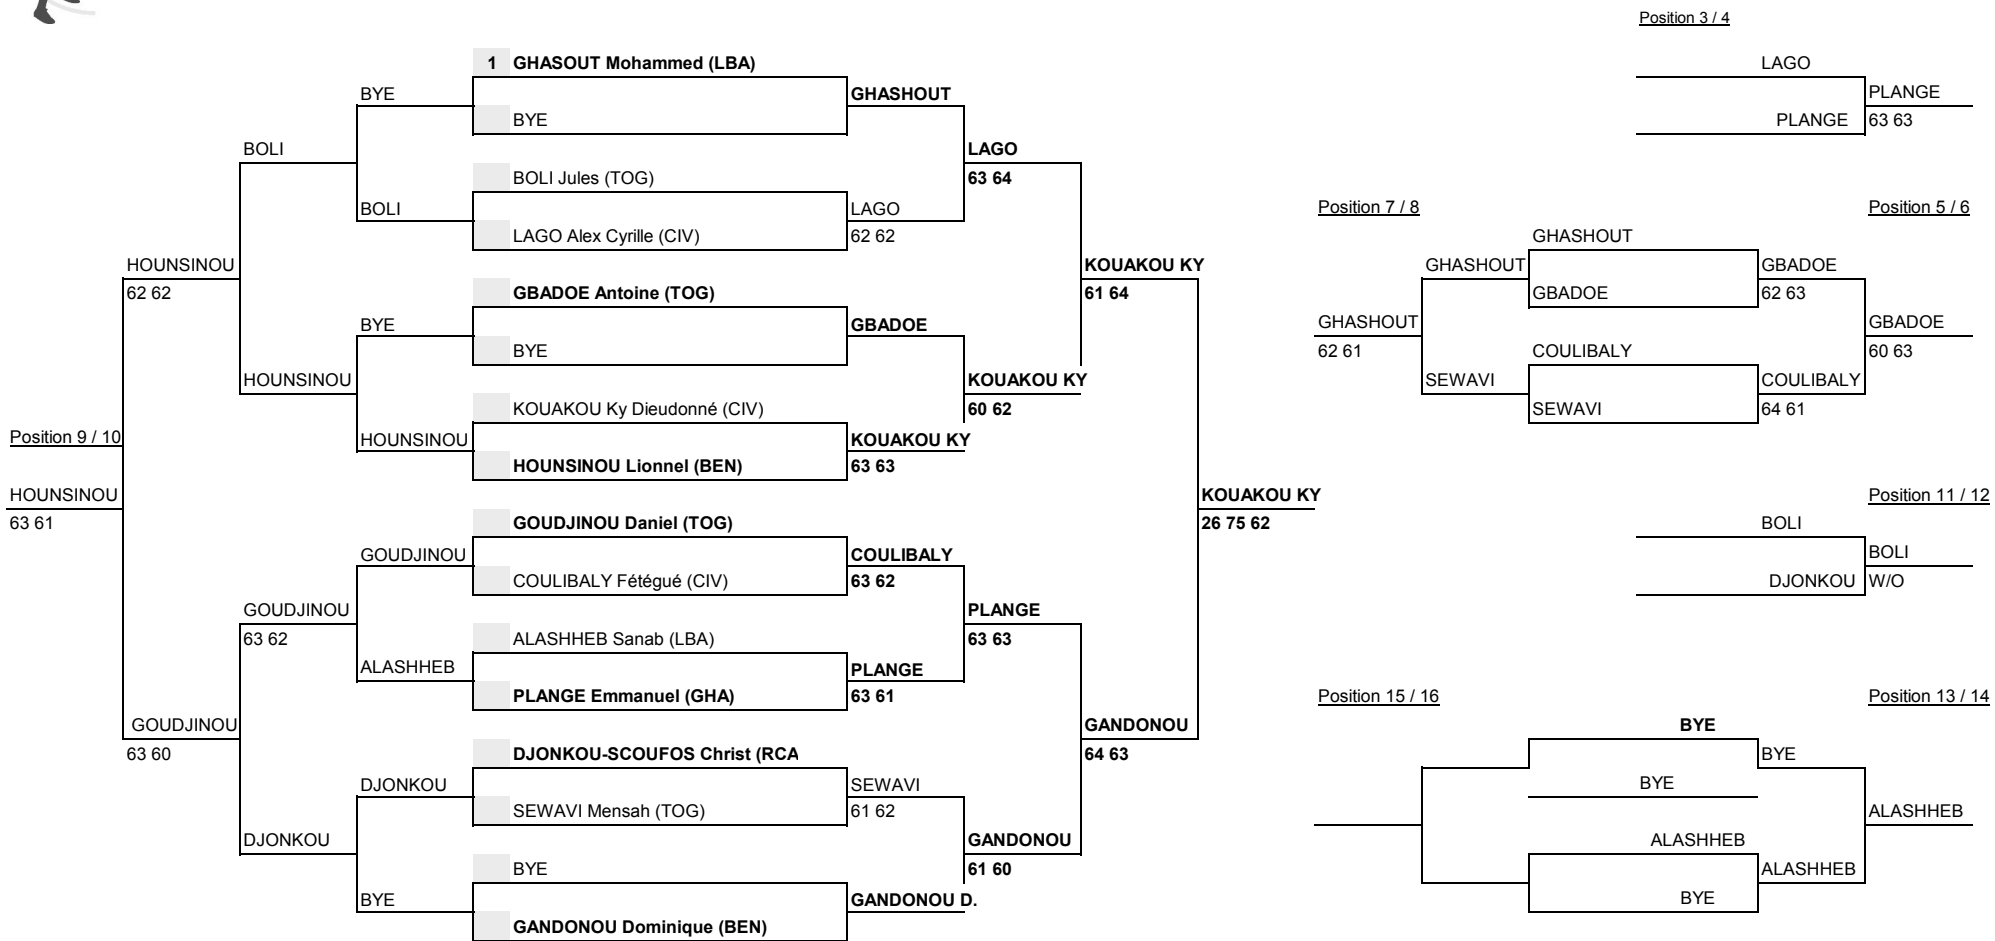 Position 3 / 4
1 GHASOUT Mohammed (LBA)
LAGO
BYE
GHASHOUT
PLANGE
BYE
PLANGE
63 63
BOLI
LAGO
BOLI Jules (TOG)
63 64
BOLI
LAGO
Position 7 / 8
Position 5 / 6
LAGO Alex Cyrille (CIV)
62 62
GHASHOUT
HOUNSINOU
KOUAKOU KY
GHASHOUT
GBADOE
62 62
GBADOE Antoine (TOG)
61 64
GBADOE
62 63
BYE
GBADOE
GHASHOUT
GBADOE
BYE
62 61
COULIBALY
60 63
HOUNSINOU
KOUAKOU KY
SEWAVI
COULIBALY
KOUAKOU Ky Dieudonné (CIV)
60 62
SEWAVI
64 61
Position 9 / 10
HOUNSINOU
KOUAKOU KY
HOUNSINOU Lionnel (BEN)
63 63
HOUNSINOU
KOUAKOU KY
Position 11 / 12
63 61
GOUDJINOU Daniel (TOG)
26 75 62
BOLI
GOUDJINOU
COULIBALY
BOLI
COULIBALY Fétégué (CIV)
63 62
DJONKOU
W/O
GOUDJINOU
PLANGE
63 62
ALASHHEB Sanab (LBA)
63 63
ALASHHEB
PLANGE
PLANGE Emmanuel (GHA)
63 61
Position 15 / 16
Position 13 / 14
GOUDJINOU
GANDONOU
BYE
63 60
DJONKOU-SCOUFOS Christ (RCA
64 63
BYE
DJONKOU
SEWAVI
BYE
SEWAVI Mensah (TOG)
61 62
ALASHHEB
DJONKOU
GANDONOU
ALASHHEB
BYE
61 60
ALASHHEB
BYE
GANDONOU D.
BYE
GANDONOU Dominique (BEN)